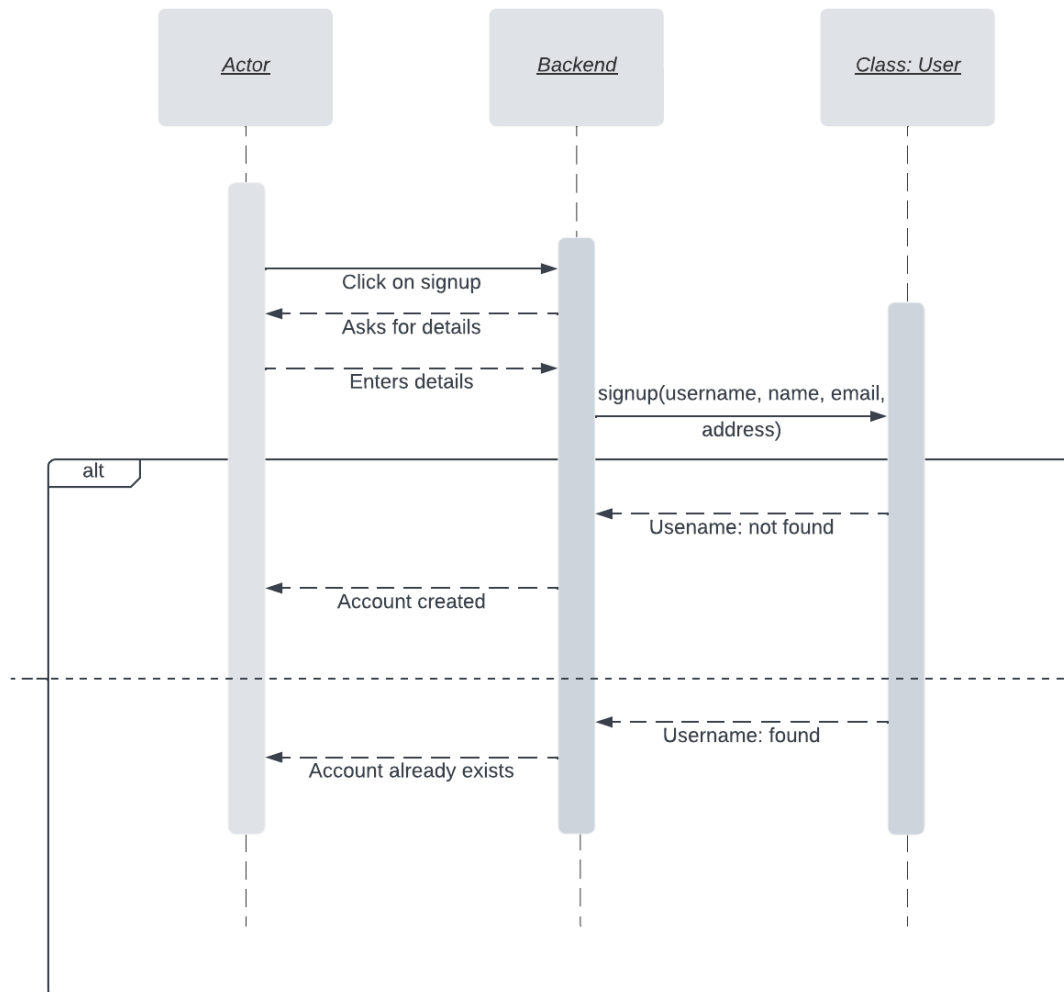 Actor
Backend
Class: User
Click on signup
Asks for details
Enters details
signup(username, name, email,
address)
alt
Usename: not found
Account created
Username: found
Account already exists